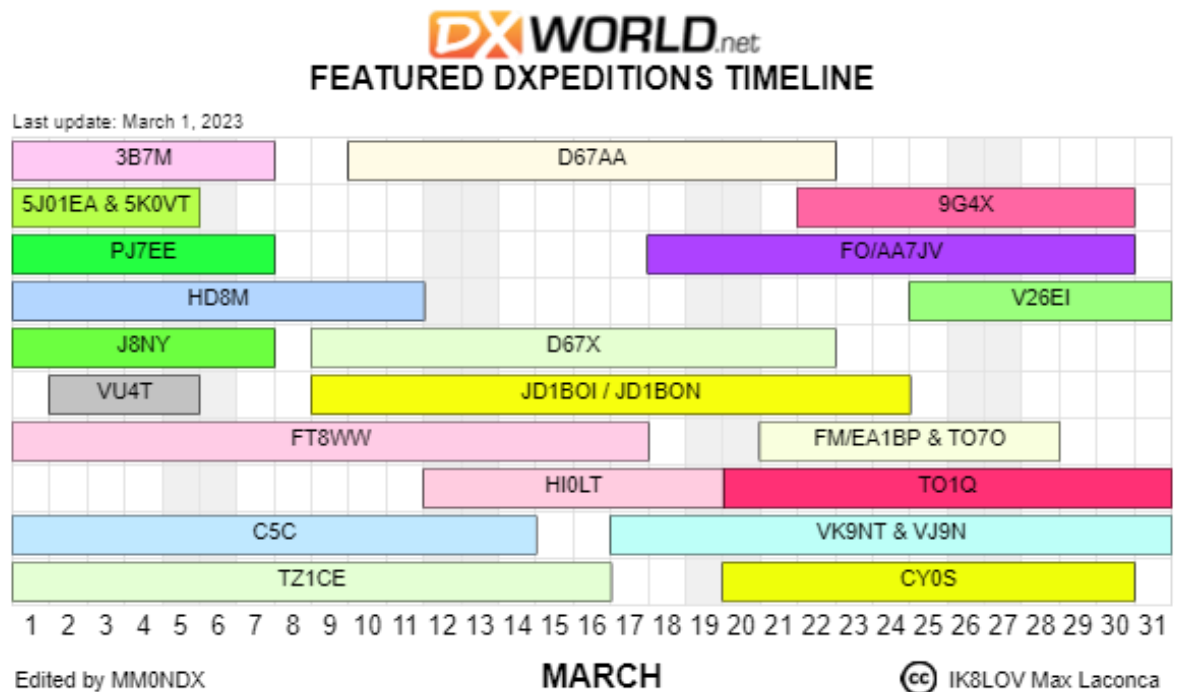 DX WORLD.net
FEATURED DXPEDITIONS TIMELINE
Last update: March 1, 2023
3B7M D67AA
5J01EA & 5K0VT 9G4X
PJ7EE FO/AA7JV
HD8M V26EI
J8NY D67X
VU4T JD1BOI / JD1BON
FT8WW FM/EA1BP & TO7O
HI0LT TO1Q
C5C VK9NT & VJ9N
TZ1CE CY0S
1 2 3 4 5 6 7 8 9 10 11 12 13 14 15 16 17 18 19 20 21 22 23 24 25 26 27 28 29 30 31
Edited by MM0NDX MARCH cc IK8LOV Max Laconca